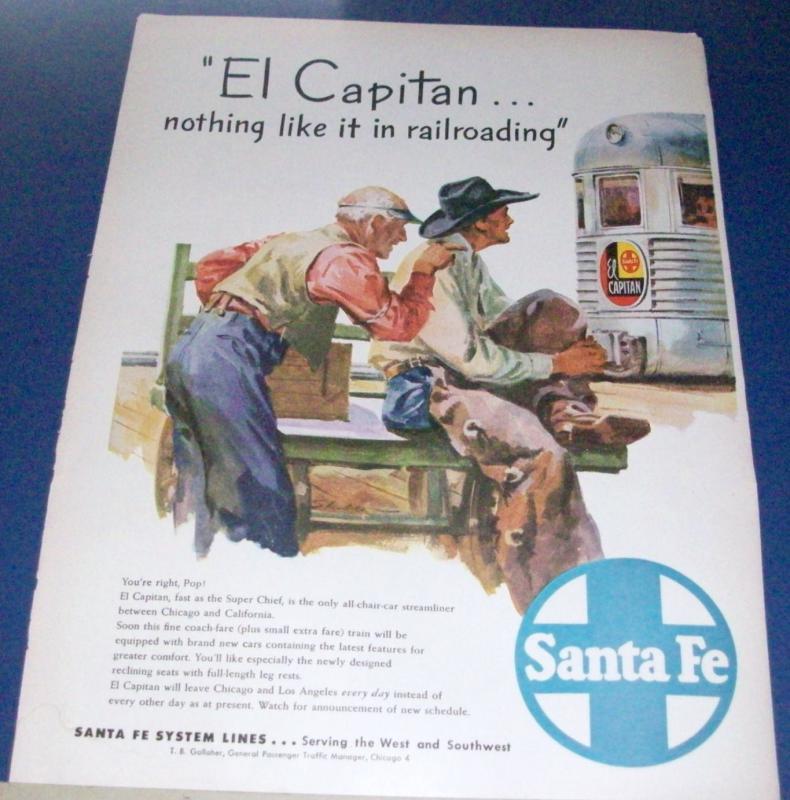 "El Capitan...
nothing like it in railroading"
El
Santa Fe
CAPITAN
You're right, Pop!
El Capitan, fast as the Super Chief, is the only all-chair-car streamliner
between Chicago and California.
Soon this fine coach-fare (plus small extra fare) train will be
equipped with brand new cars containing the latest features for
greater comfort. You'll like especially the newly designed
reclining seats with full-length leg rests.
El Capitan will leave Chicago and Los Angeles every day instead of
every other day as at present. Watch for announcement of new schedule.
Santa Fe
SANTA FE SYSTEM LINES... Serving the West and Southwest
T. B. Gallaher, General Passenger Traffic Manager, Chicago 4